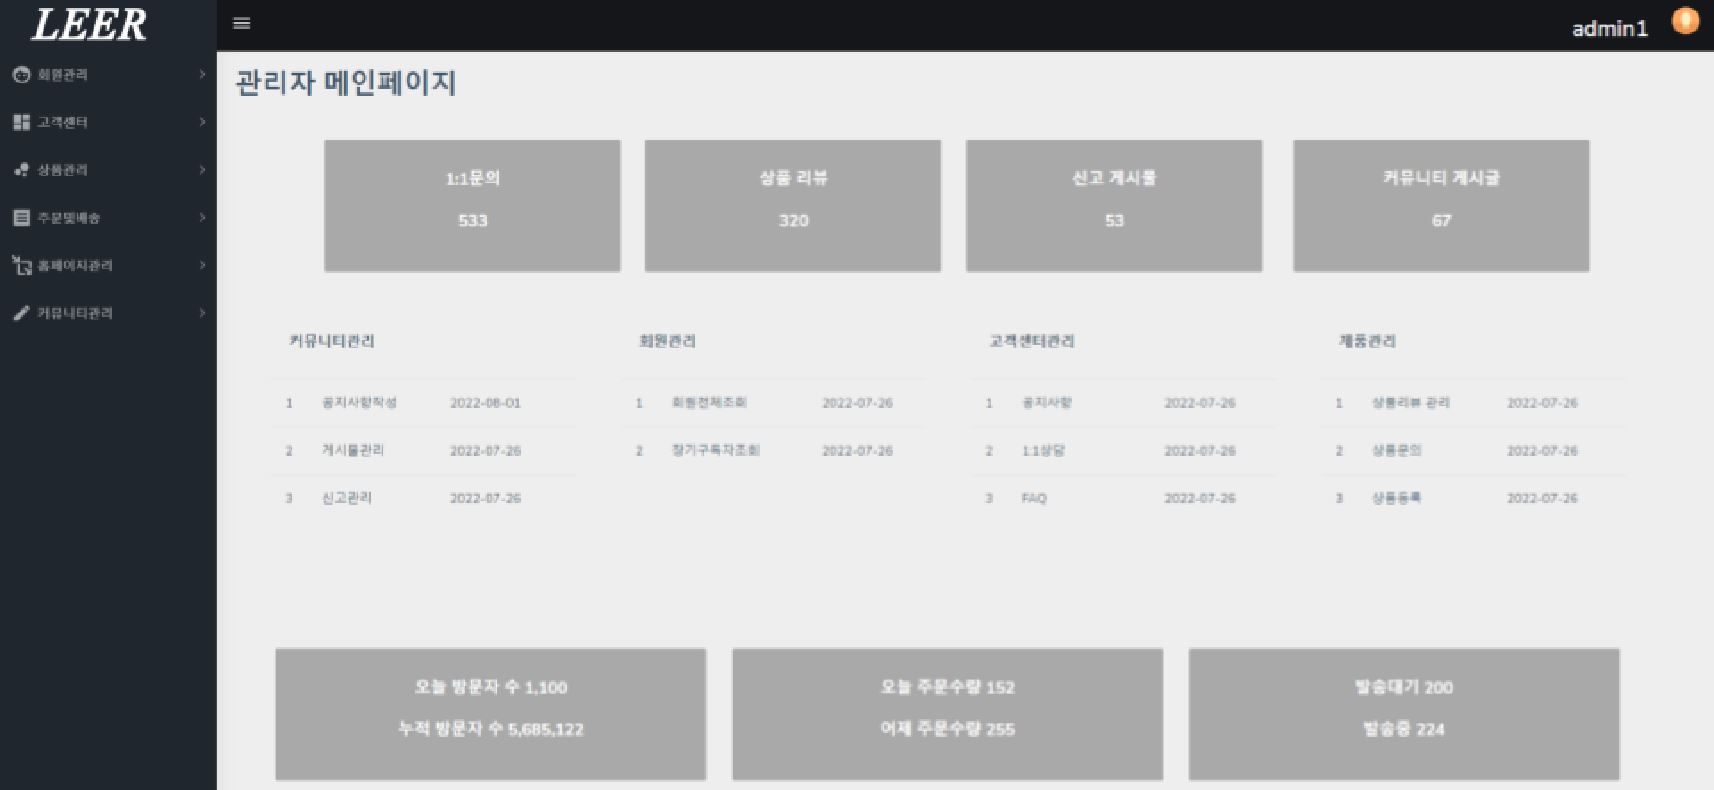 LEER
admin1
회원관리
고객센터
상품관리
주문및배송
홈페이지관리
커뮤니티관리
관리자 메인페이지
1:1문의
533
상품 리뷰
320
신고 게시물
53
커뮤니티 게시글
67
커뮤니티관리
1 공지사항작성 2022-08-01
2 게시물관리 2022-07-26
3 신고관리 2022-07-26
회원관리
1 회원전체조회 2022-07-26
2 정기구독자조회 2022-07-26
고객센터관리
1 공지사항 2022-07-26
2 1:1상담 2022-07-26
3 FAQ 2022-07-26
제품관리
1 상품리뷰 관리 2022-07-26
2 상품문의 2022-07-26
3 상품등록 2022-07-26
오늘 방문자 수 1,100
누적 방문자 수 5,685,122
오늘 주문수량 152
어제 주문수량 255
발송대기 200
발송중 224